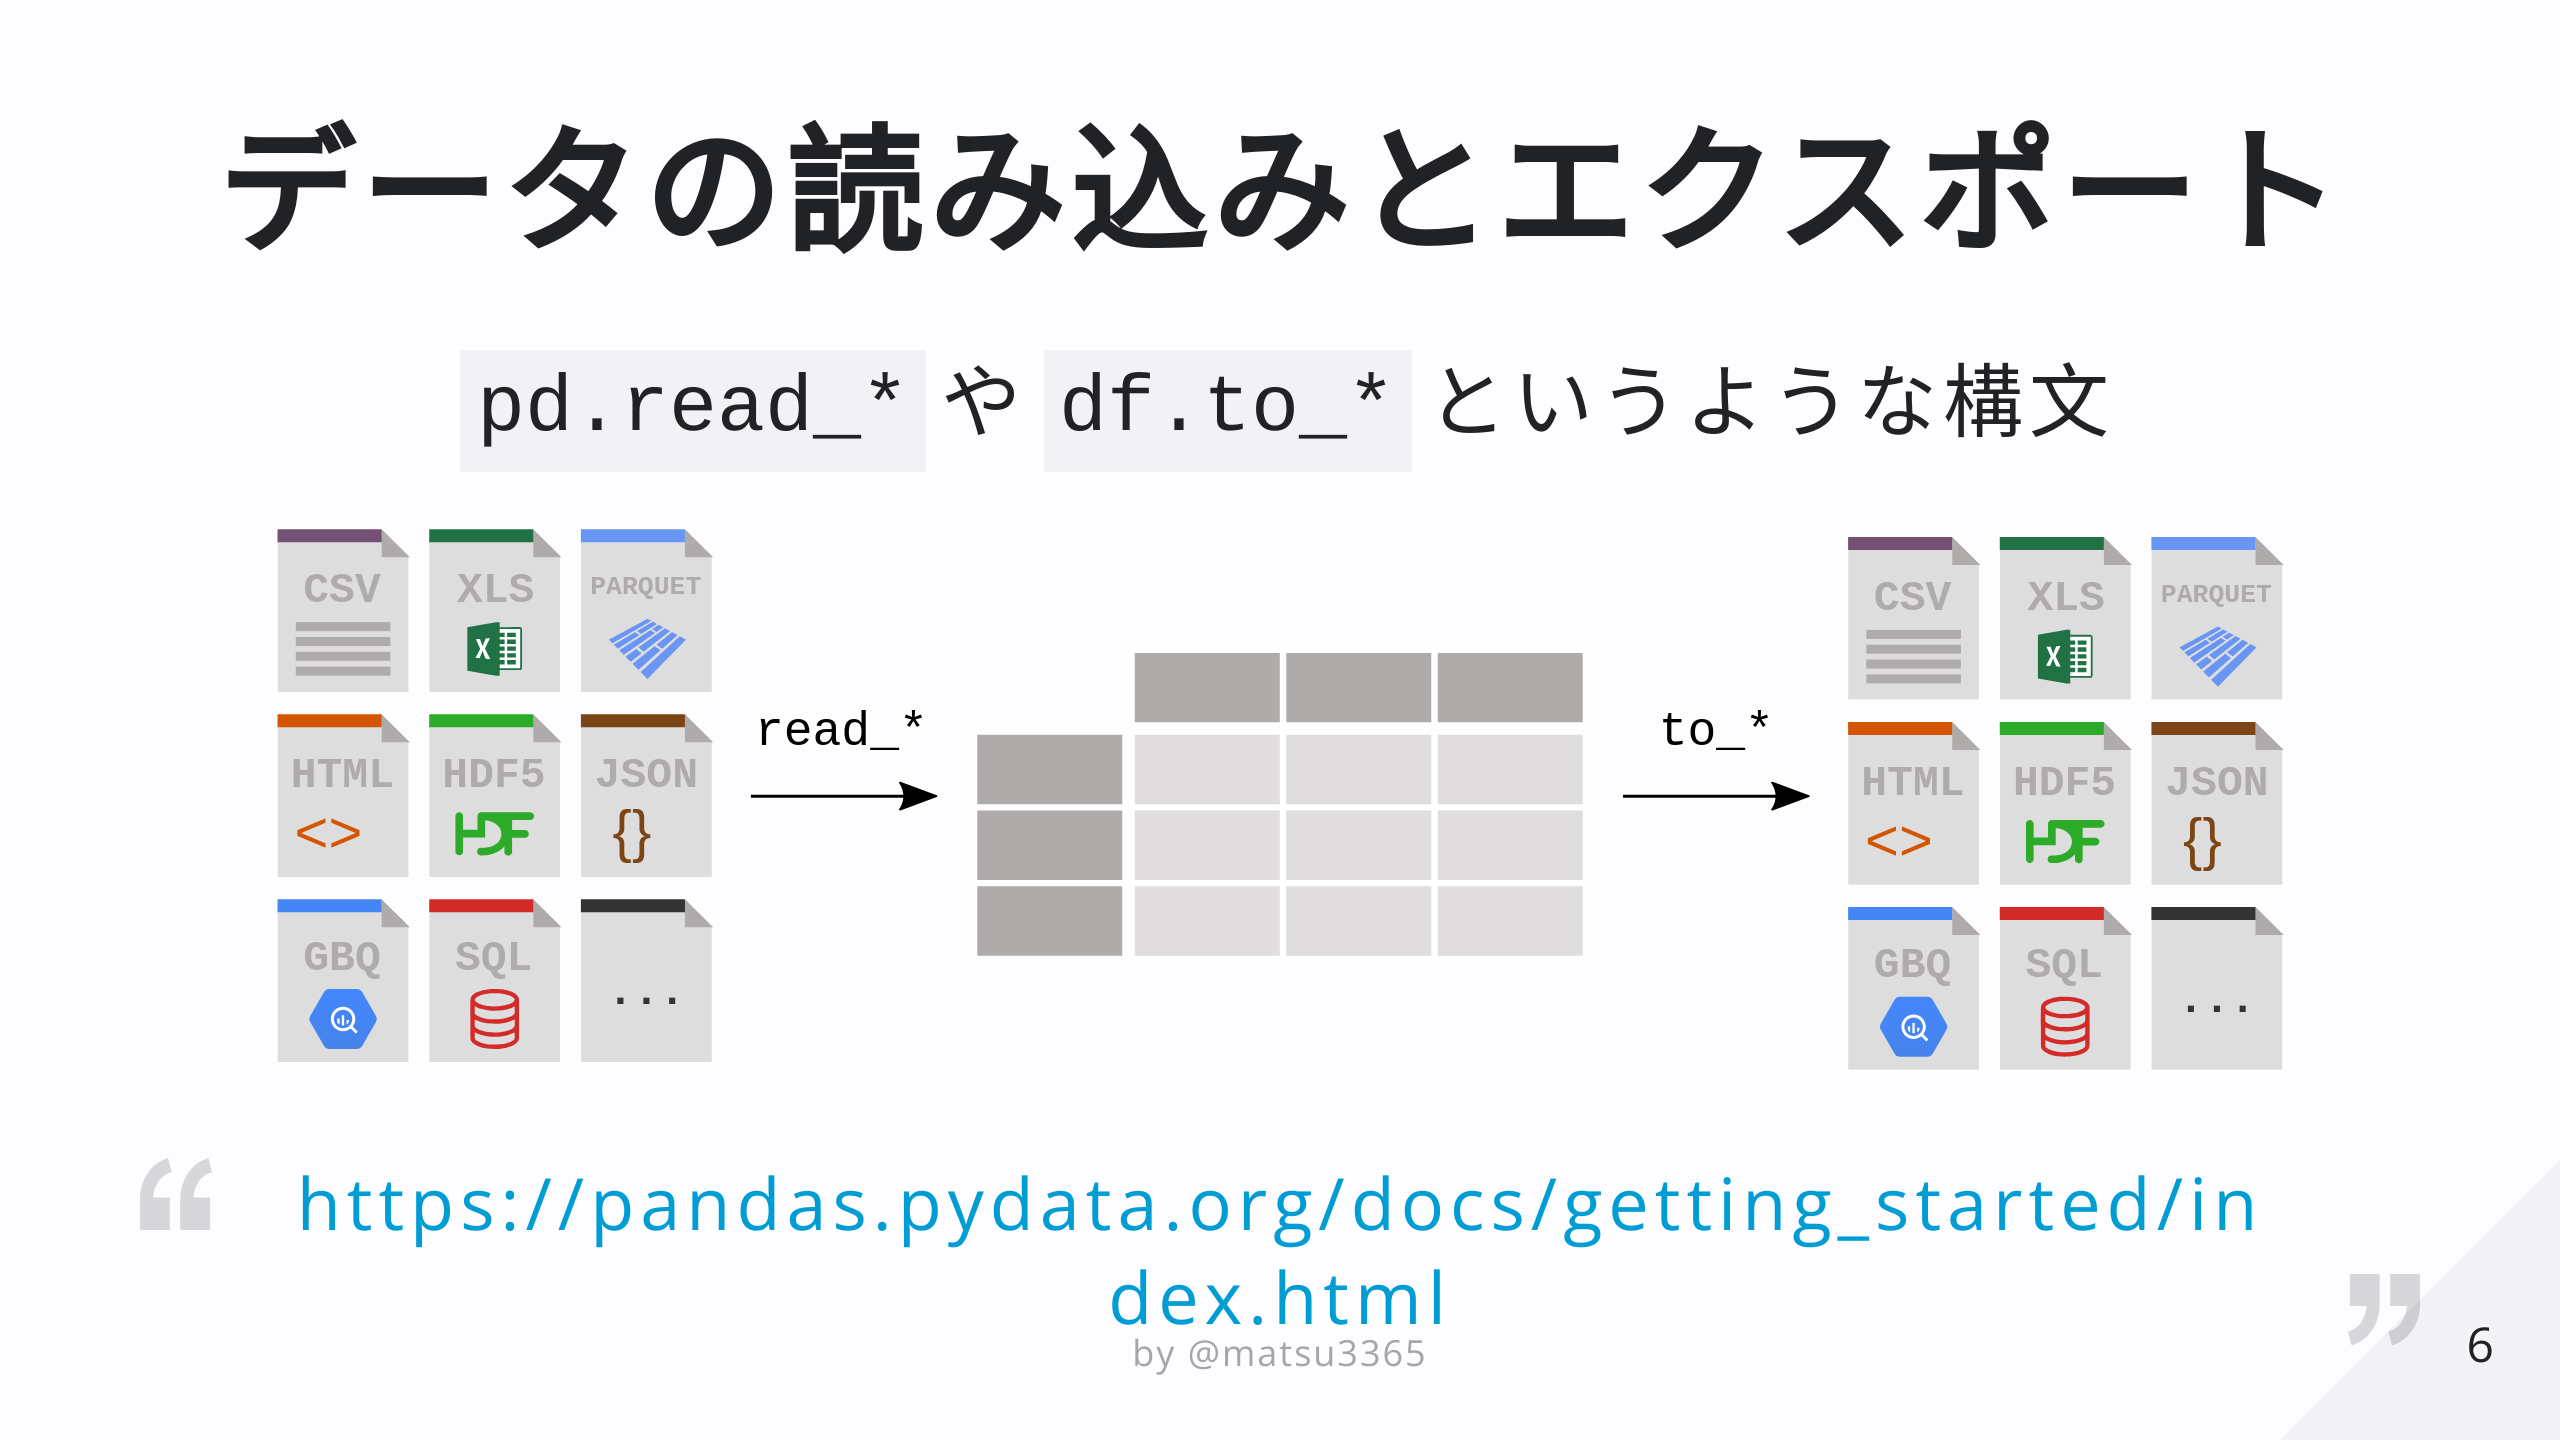 データの読み込みとエクスポート
pd.read_* や df.to_* というような構文
CSV XLS PARQUET
X
HTML HDF5 JSON
<> HDF {}
GBQ SQL ...
read_*
to_*
CSV XLS PARQUET
X
HTML HDF5 JSON
<> HDF {}
GBQ SQL ...
“ https://pandas.pydata.org/docs/getting_started/in
dex.html ”
by @matsu3365
6